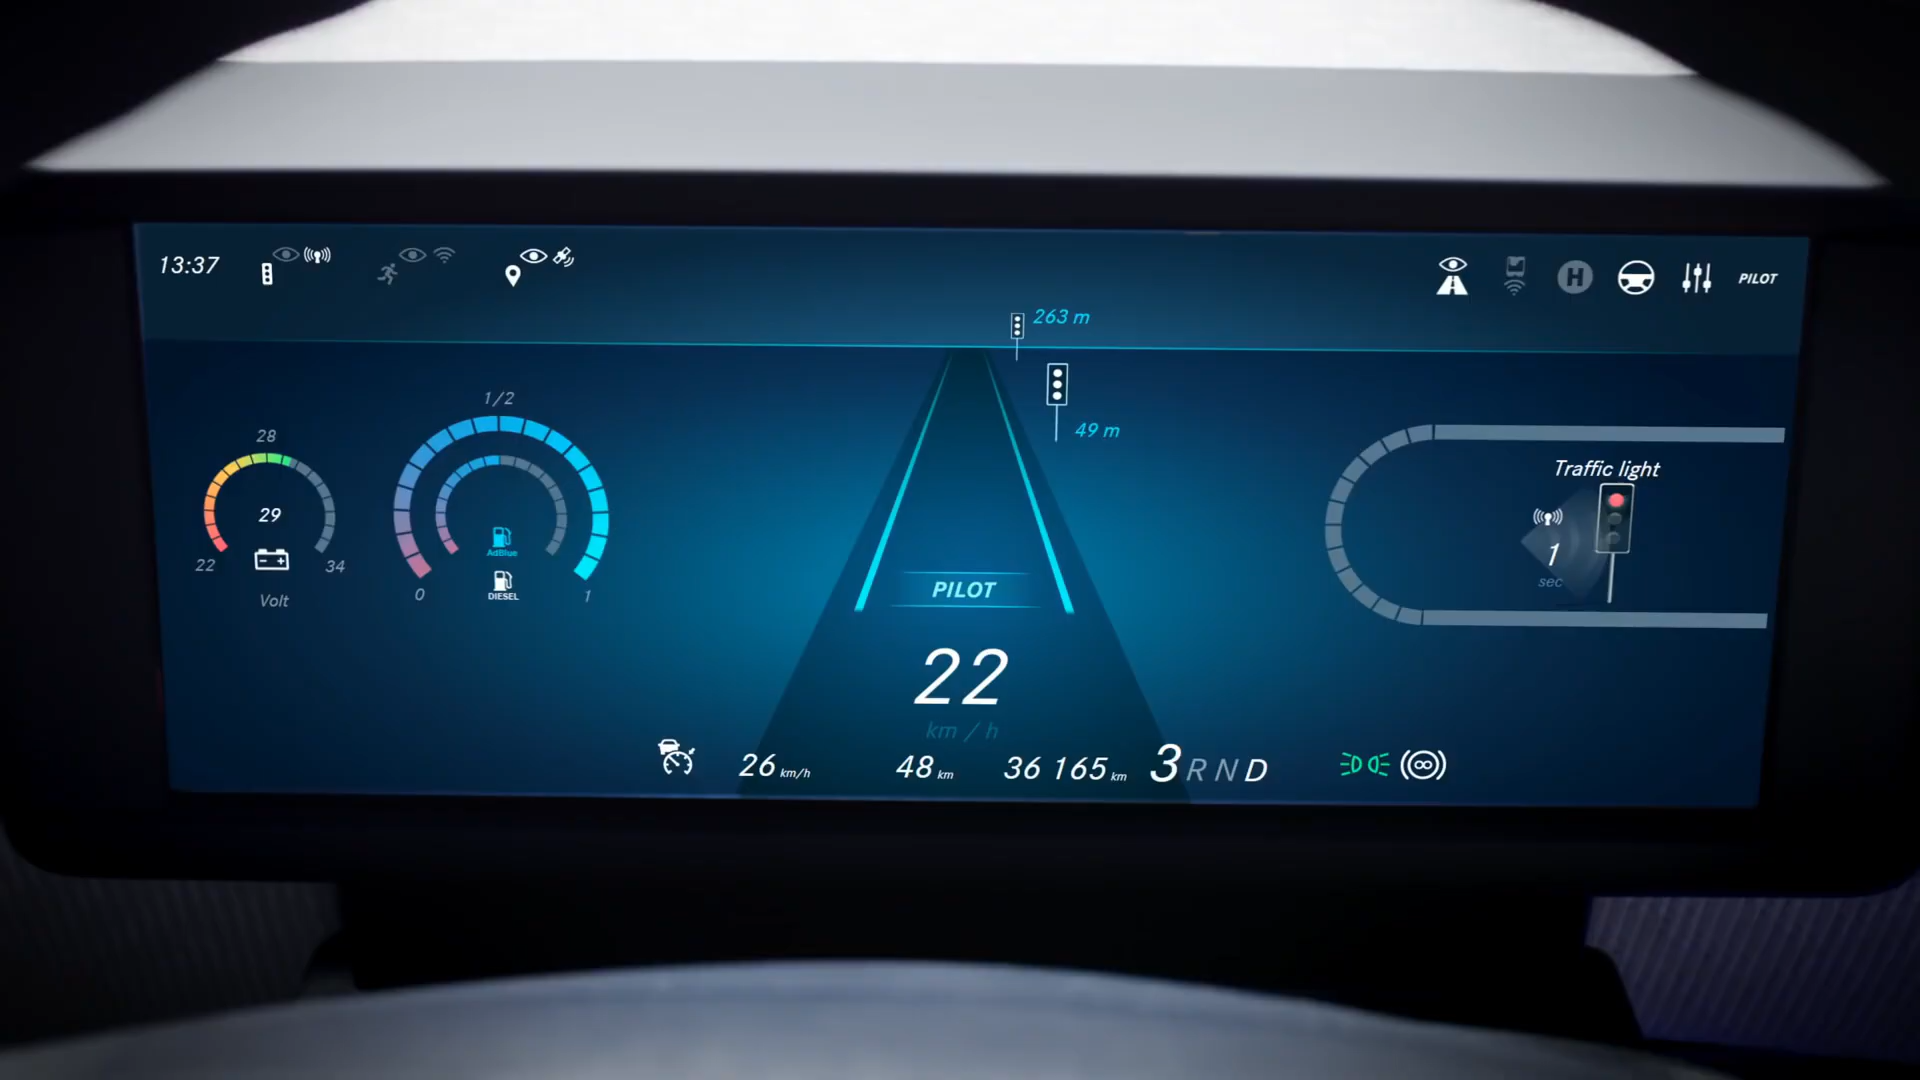 13:37
H
PILOT
263 m
49 m
1/2
28
29
22
34
Volt
AdBlue
DIESEL
0
1
Traffic light
1
sec
PILOT
22
km / h
26 km/h
48 km
36 165 km
3 R N D